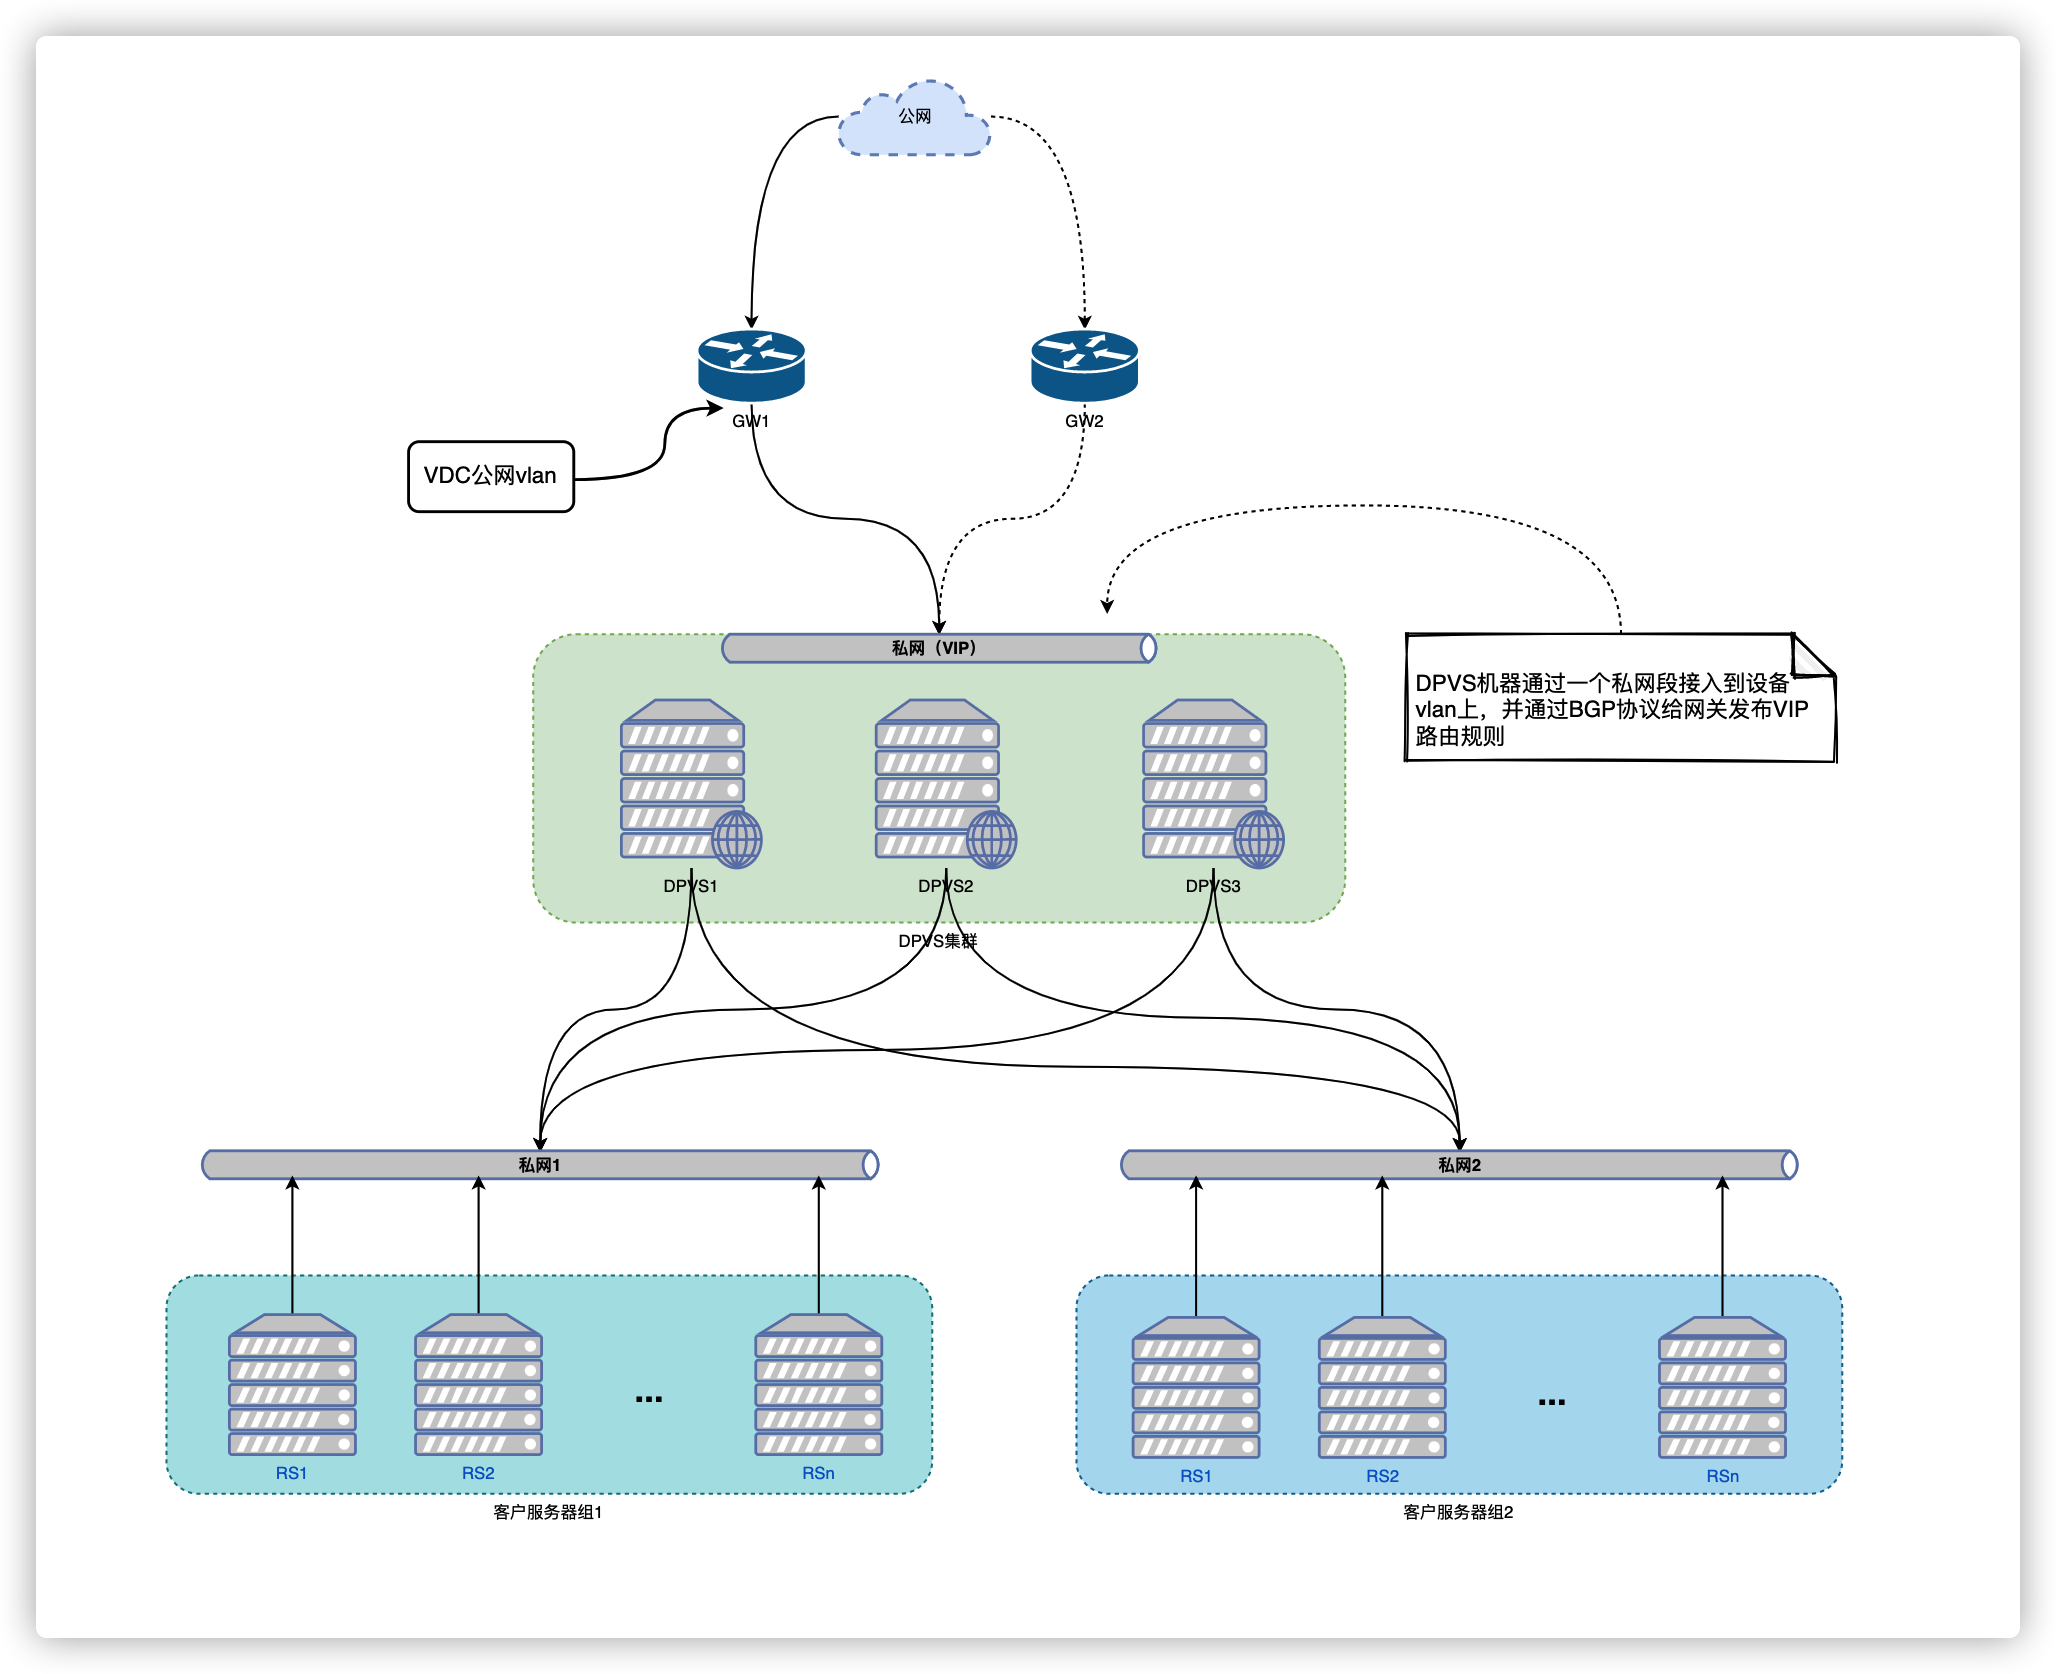 公网
GW1
GW2
VDC公网vlan
私网（VIP）
DPVS机器通过一个私网段接入到设备
vlan上，并通过BGP协议给网关发布VIP
路由规则
DPVS1
DPVS2
DPVS3
DPVS集群
私网1
私网2
RS1
RS2
...
RSn
客户服务器组1
RS1
RS2
...
RSn
客户服务器组2